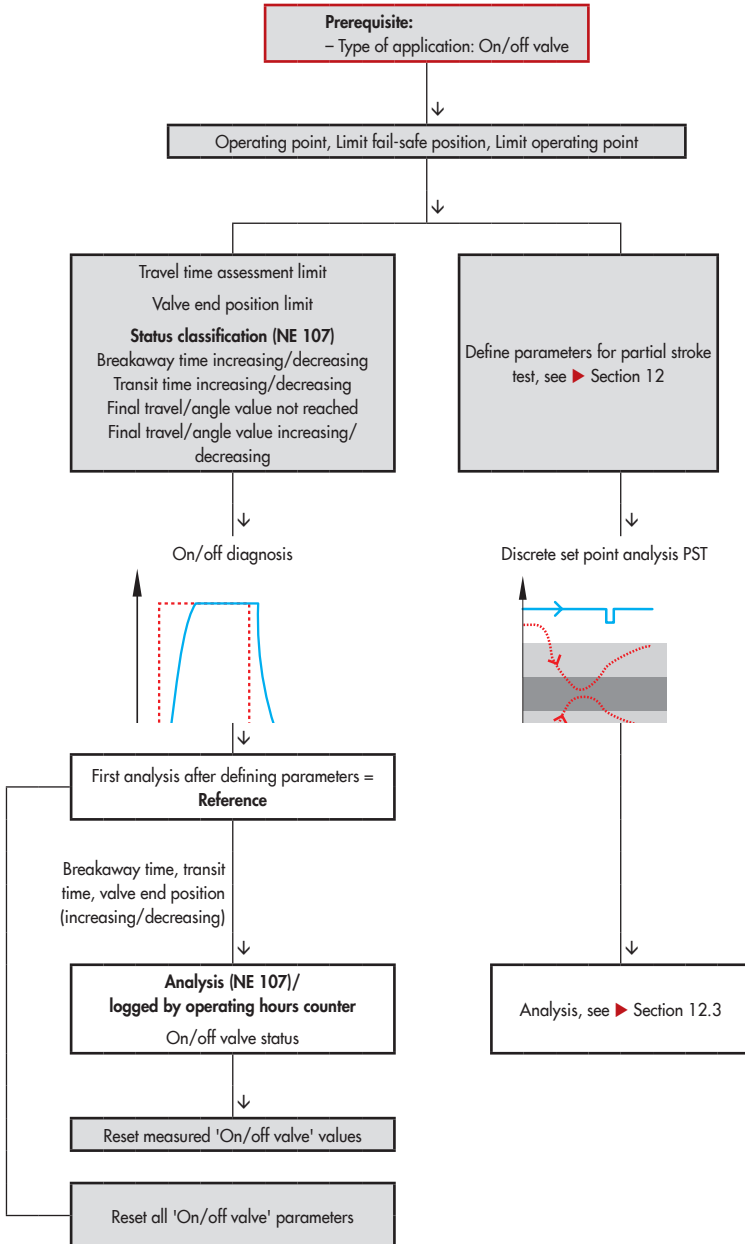 Prerequisite:
– Type of application: On/off valve
Operating point, Limit fail-safe position, Limit operating point
Travel time assessment limit
Valve end position limit
Status classification (NE 107)
Breakaway time increasing/decreasing
Transit time increasing/decreasing
Final travel/angle value not reached
Final travel/angle value increasing/
decreasing
Define parameters for partial stroke
test, see ▶ Section 12
On/off diagnosis
Discrete set point analysis PST
First analysis after defining parameters =
Reference
Breakaway time, transit
time, valve end position
(increasing/decreasing)
Analysis (NE 107)/
logged by operating hours counter
On/off valve status
Analysis, see ▶ Section 12.3
Reset measured 'On/off valve' values
Reset all 'On/off valve' parameters